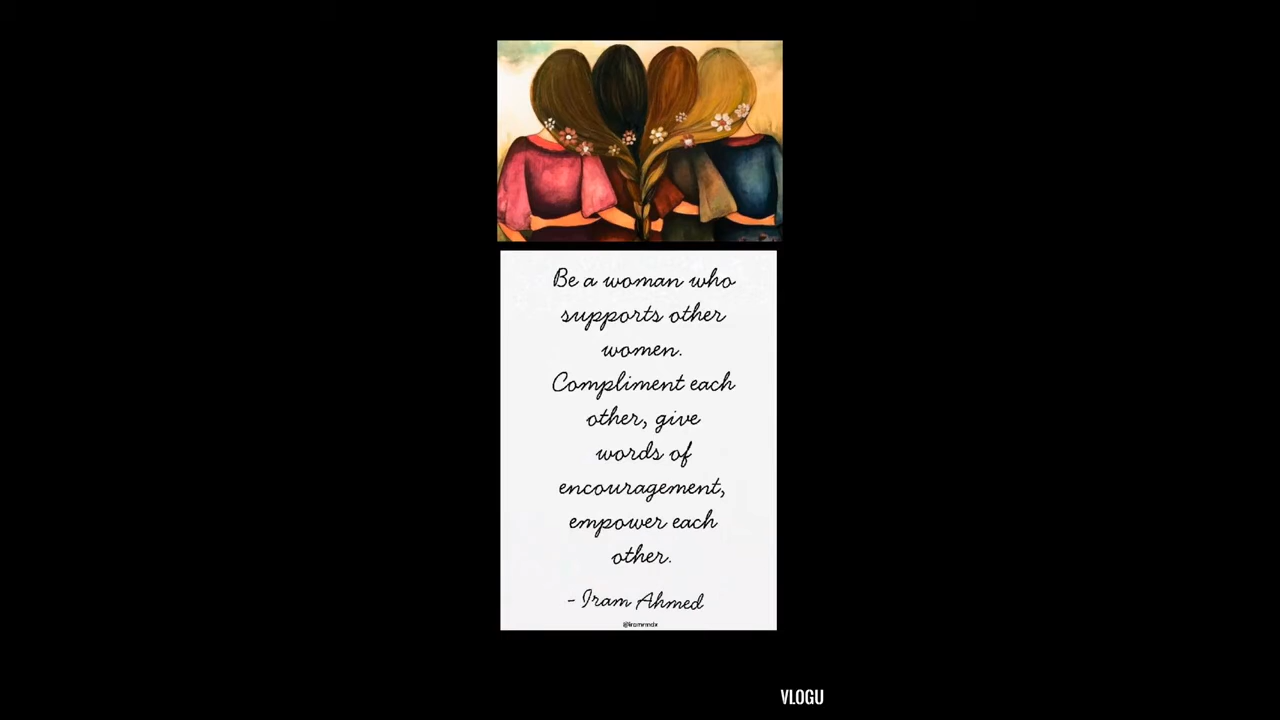 Be a woman who
supports other
women.
Compliment each
other, give
words of
encouragement,
empower each
other.
- Iram Ahmed
VLOGU